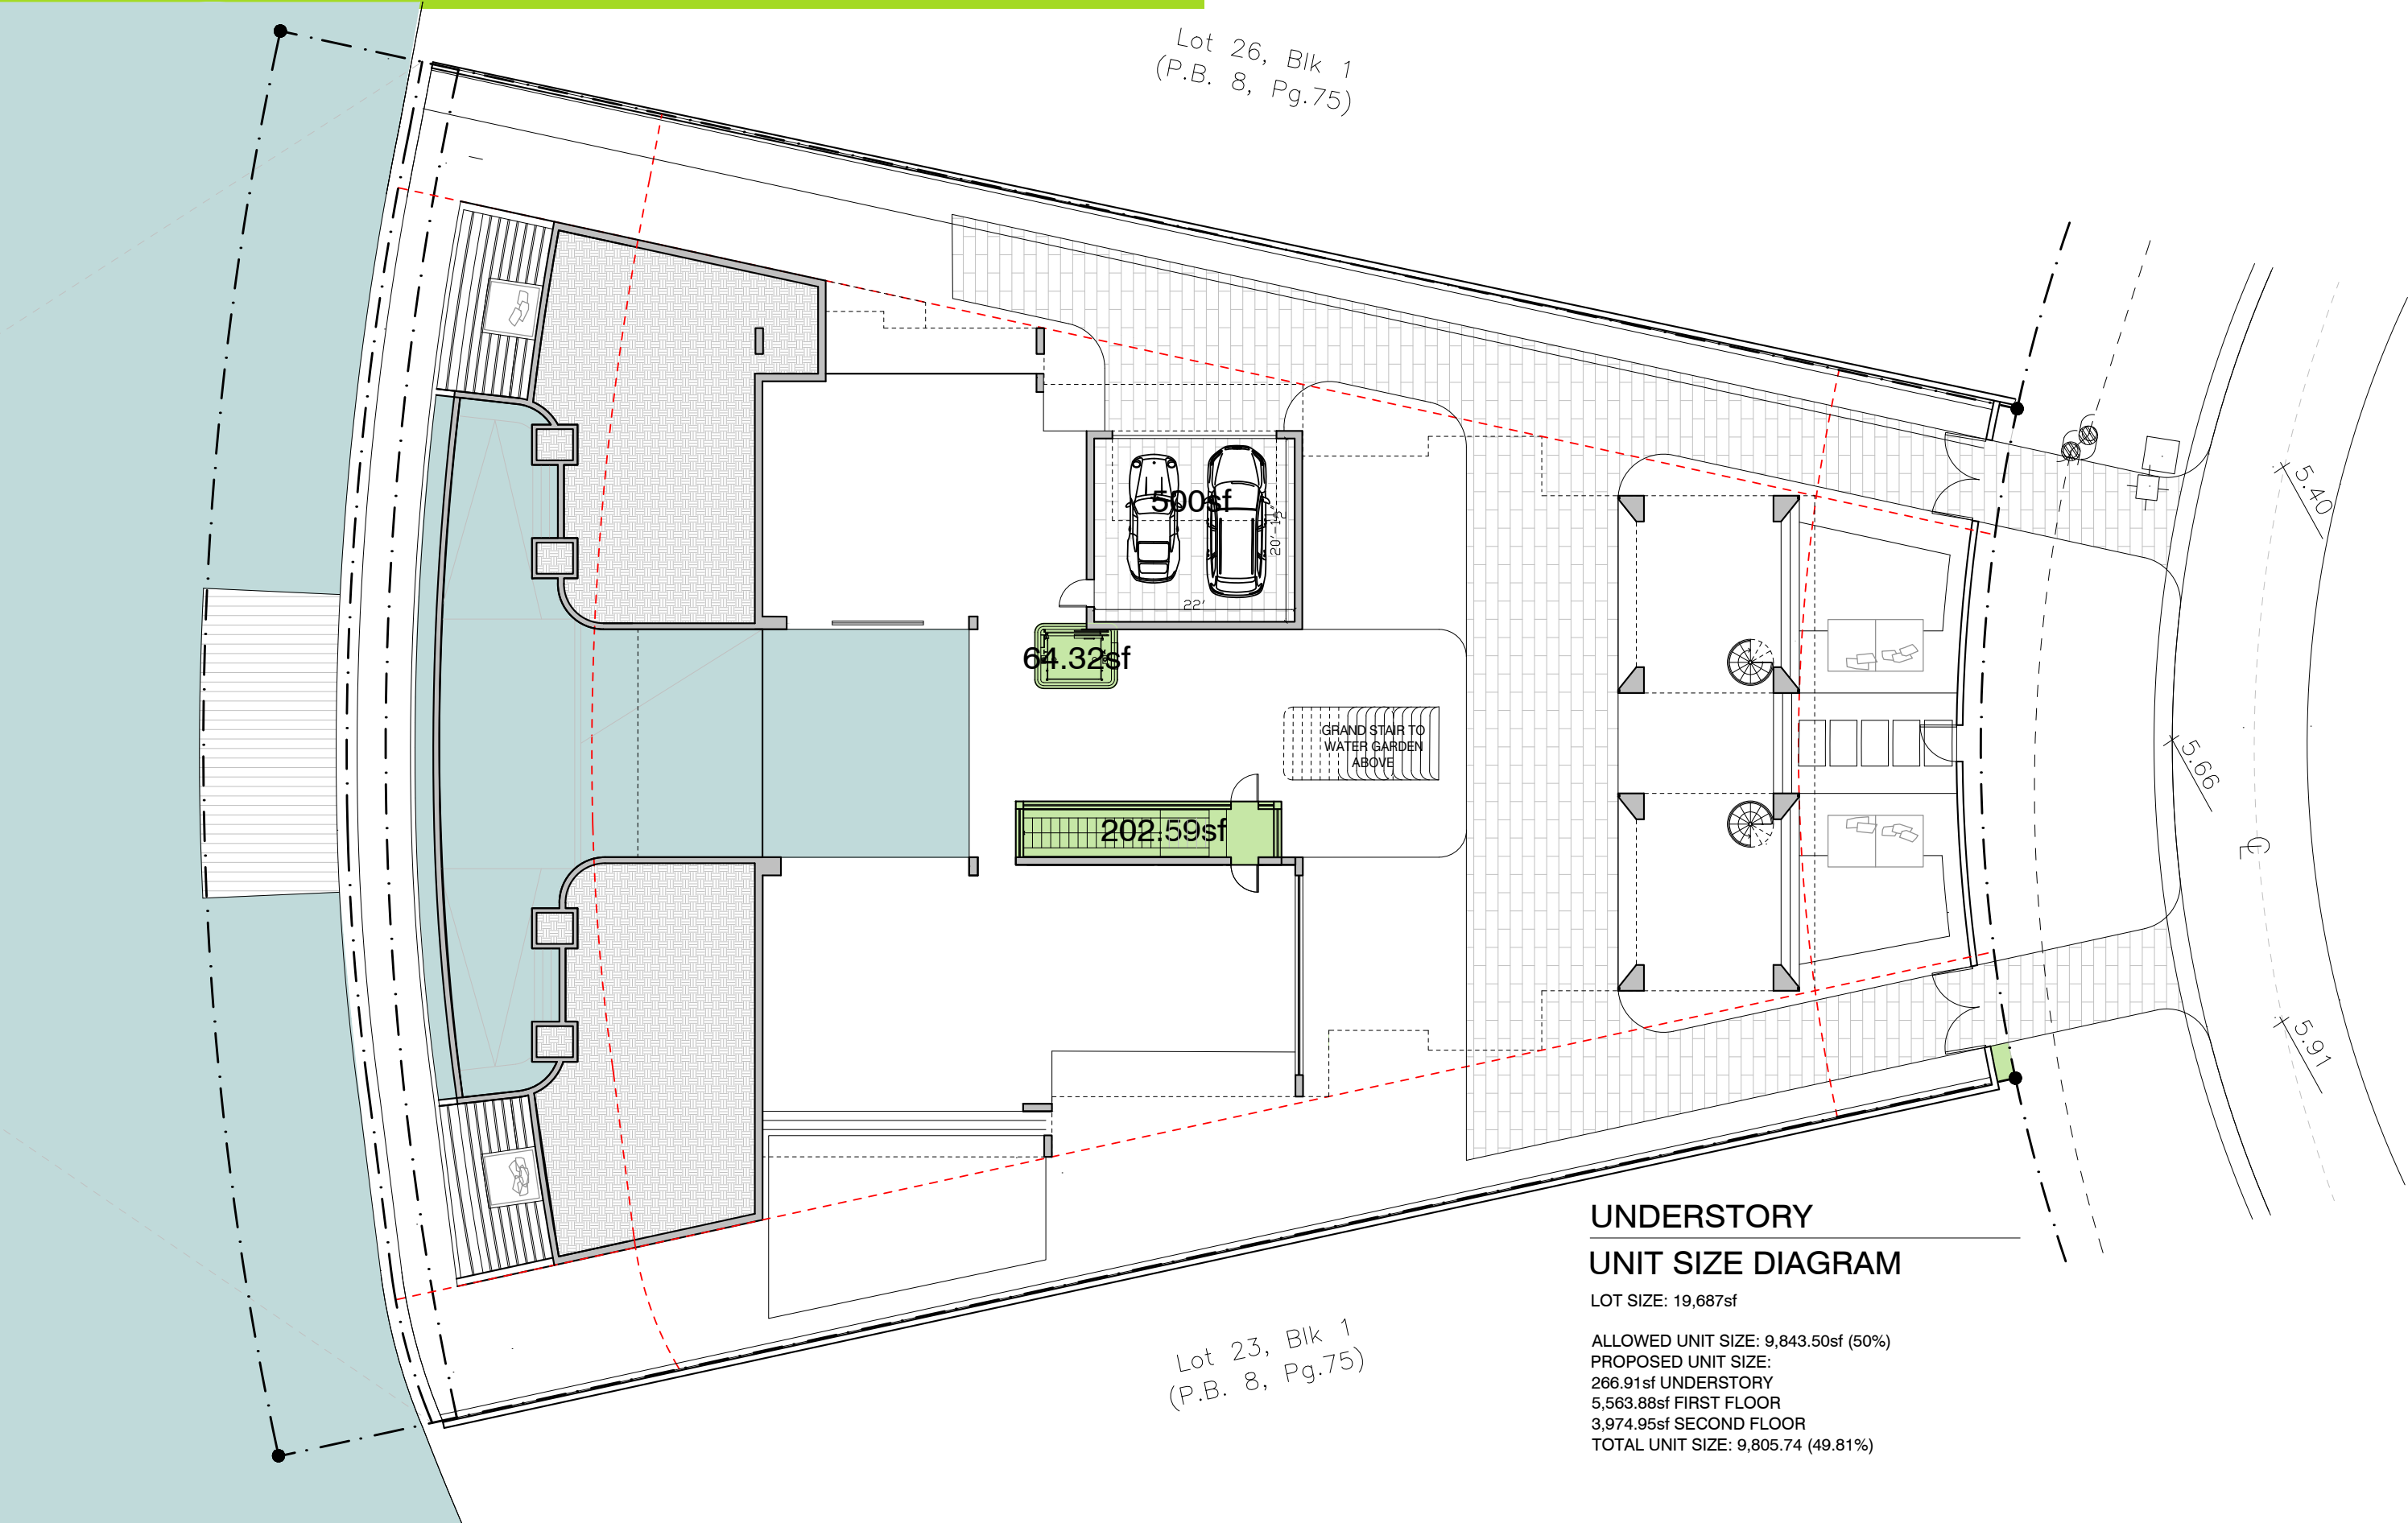 Lot 26, Blk 1
(P.B. 8, Pg.75)
5.40
500sf
22'
64.32sf
GRAND STAIR TO
WATER GARDEN
ABOVE
5.66
202.59sf
5.91
UNDERSTORY
UNIT SIZE DIAGRAM
LOT SIZE: 19,687sf
ALLOWED UNIT SIZE: 9,843.50sf (50%)
PROPOSED UNIT SIZE:
266.91sf UNDERSTORY
5,563.88sf FIRST FLOOR
3,974.95sf SECOND FLOOR
TOTAL UNIT SIZE: 9,805.74 (49.81%)
Lot 23, Blk 1
(P.B. 8, Pg.75)